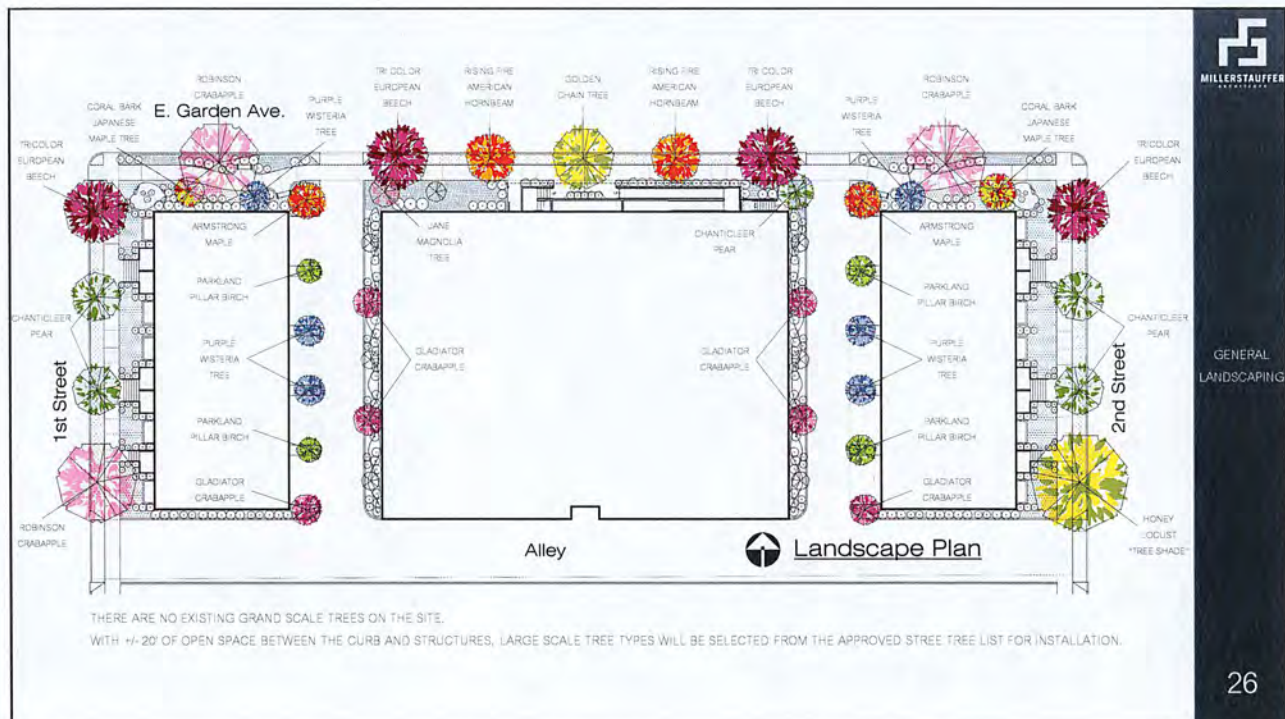 MILLERSTAUFFER
ARCHITECTS
ROBINSON
CRABAPPLE
E. Garden Ave.
CORAL BARK
JAPANESE
MAPLE TREE
PURPLE
WISTERIA
TREE
TRI COLOR
EUROPEAN
BEECH
RISING FIRE
AMERICAN
HORNBEAM
GOLDEN
CHAIN TREE
RISING FIRE
AMERICAN
HORNBEAM
TRI COLOR
EUROPEAN
BEECH
PURPLE
WISTERIA
TREE
ROBINSON
CRABAPPLE
CORAL BARK
JAPANESE
MAPLE TREE
TRICOLOR
EUROPEAN
BEECH
TRICOLOR
EUROPEAN
BEECH
ARMSTRONG
MAPLE
JANE
MAGNOLIA
TREE
CHANTICLEER
PEAR
ARMSTRONG
MAPLE
PARKLAND
PILLAR BIRCH
PARKLAND
PILLAR BIRCH
CHANTICLEER
PEAR
PURPLE
WISTERIA
TREE
GLADIATOR
CRABAPPLE
GLADIATOR
CRABAPPLE
PURPLE
WISTERIA
TREE
CHANTICLEER
PEAR
GENERAL
LANDSCAPING
1st Street
2nd Street
PARKLAND
PILLAR BIRCH
PARKLAND
PILLAR BIRCH
GLADIATOR
CRABAPPLE
GLADIATOR
CRABAPPLE
ROBINSON
CRABAPPLE
HONEY
LOCUST
"TREE SHADE"
Alley
Landscape Plan
THERE ARE NO EXISTING GRAND SCALE TREES ON THE SITE.
WITH +/- 20' OF OPEN SPACE BETWEEN THE CURB AND STRUCTURES, LARGE SCALE TREE TYPES WILL BE SELECTED FROM THE APPROVED STREE TREE LIST FOR INSTALLATION.
26